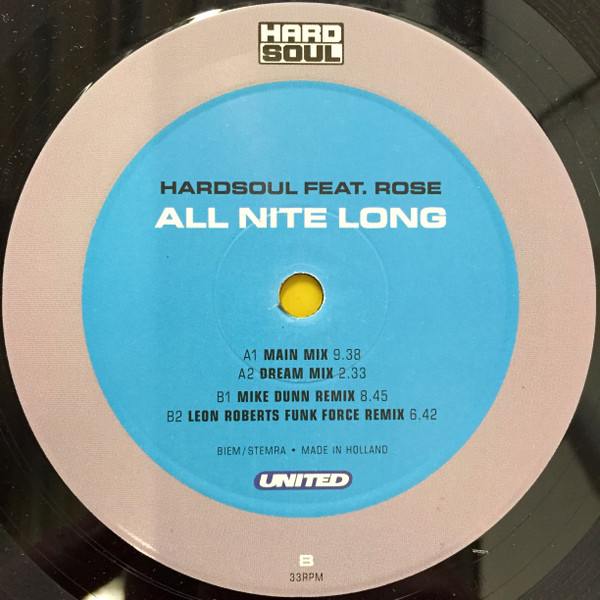 HARD
SOUL
HARDSOUL FEAT. ROSE
ALL NITE LONG
A1 MAIN MIX 9.38
A2 DREAM MIX 2.33
B1 MIKE DUNN REMIX 8.45
B2 LEON ROBERTS FUNK FORCE REMIX 6.42
BIEM/STEMRA • MADE IN HOLLAND
UNITED
B
33RPM